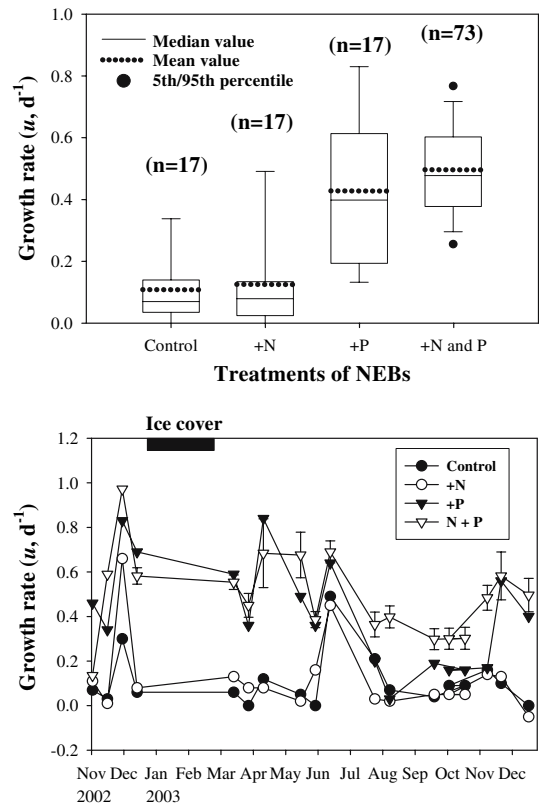 1.0
0.8
0.6
0.4
0.2
0.0
Growth rate (u, d-1)
Median value
Mean value
5th/95th percentile
(n=17)
(n=17)
(n=17)
(n=73)
Control
+N
+P
+N and P
Treatments of NEBs
Ice cover
1.2
1.0
0.8
0.6
0.4
0.2
0.0
-0.2
Growth rate (u, d-1)
Control
+N
+P
N + P
Nov Dec Jan Feb Mar Apr May Jun Jul Aug Sep Oct Nov Dec
2002 2003